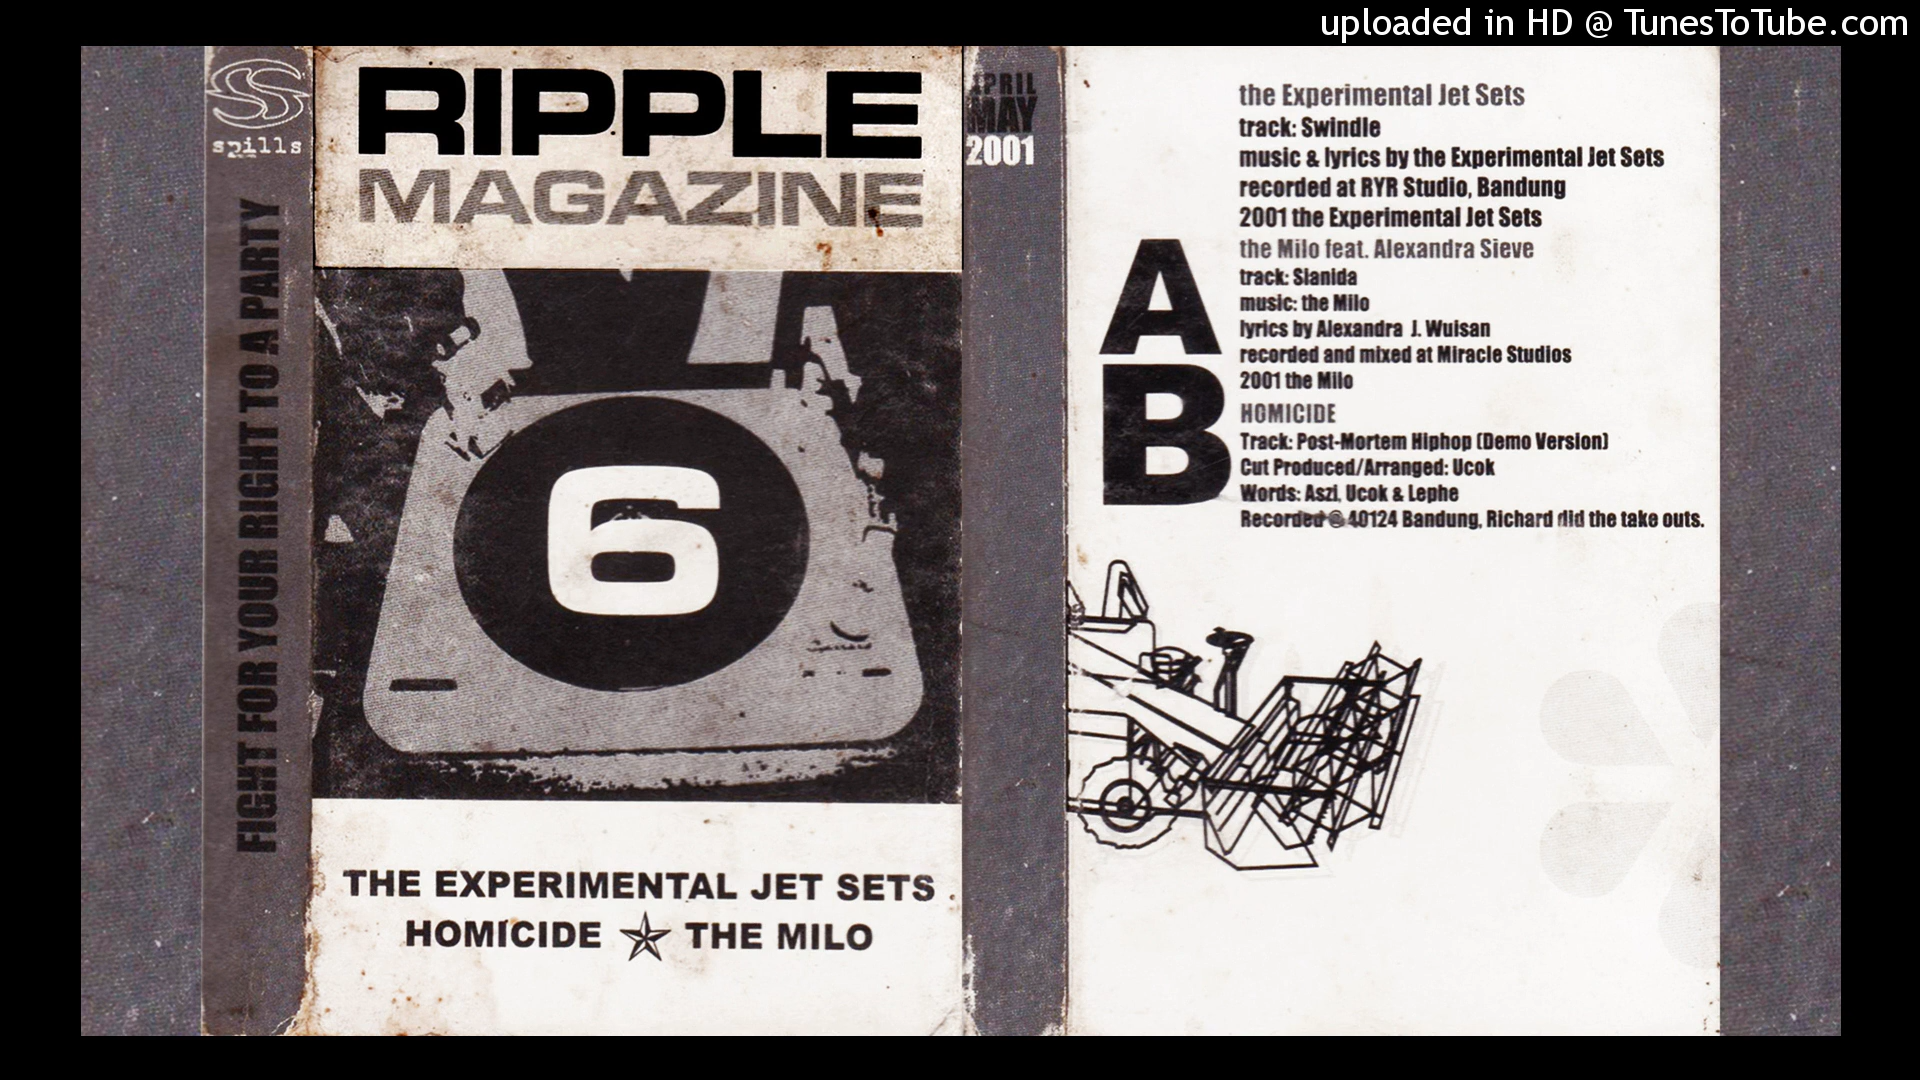 uploaded in HD @ TunesToTube.com
spills
FIGHT FOR YOUR RIGHT TO A PARTY
RIPPLE
MAGAZINE
6
THE EXPERIMENTAL JET SETS
HOMICIDE THE MILO
APRIL
MAY
2001
the Experimental Jet Sets
track: Swindle
music & lyrics by the Experimental Jet Sets
recorded at RYR Studio, Bandung
2001 the Experimental Jet Sets
the Milo feat. Alexandra Sieve
track: Sianida
music: the Milo
lyrics by Alexandra J. Wuisan
recorded and mixed at Miracle Studios
2001 the Milo
HOMICIDE
Track: Post-Mortem Hiphop (Demo Version)
Cut Produced/Arranged: Ucok
Words: Aszi, Ucok & Lephe
Recorded @ 40124 Bandung, Richard did the take outs.
A
B